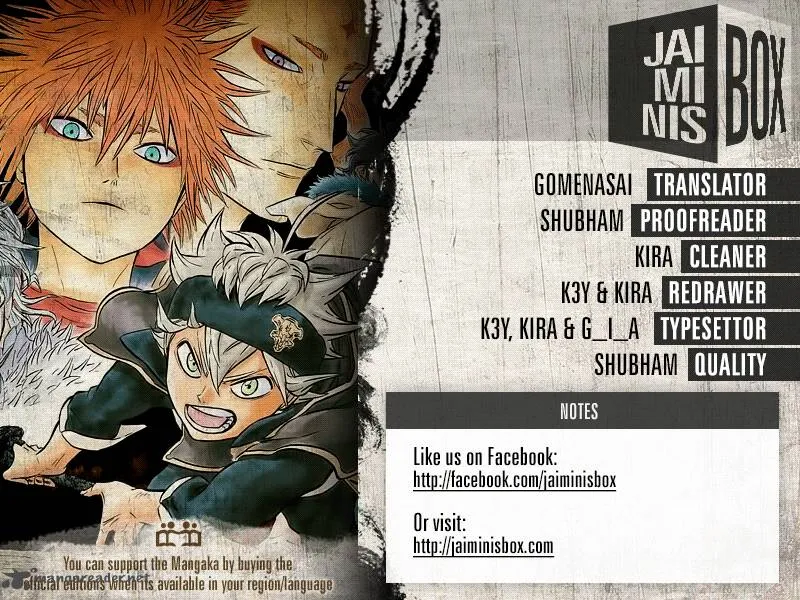 JAI
MI
NIS
BOX
GOMENASAI TRANSLATOR
SHUBHAM PROOFREADER
KIRA CLEANER
K3Y & KIRA REDRAWER
K3Y, KIRA & G_I_A TYPESETTOR
SHUBHAM QUALITY
NOTES
Like us on Facebook:
http://facebook.com/jaiminisbox
Or visit:
http://jaiminisbox.com
You can support the Mangaka by buying the
official editions when its available in your region/language
mangareader.net